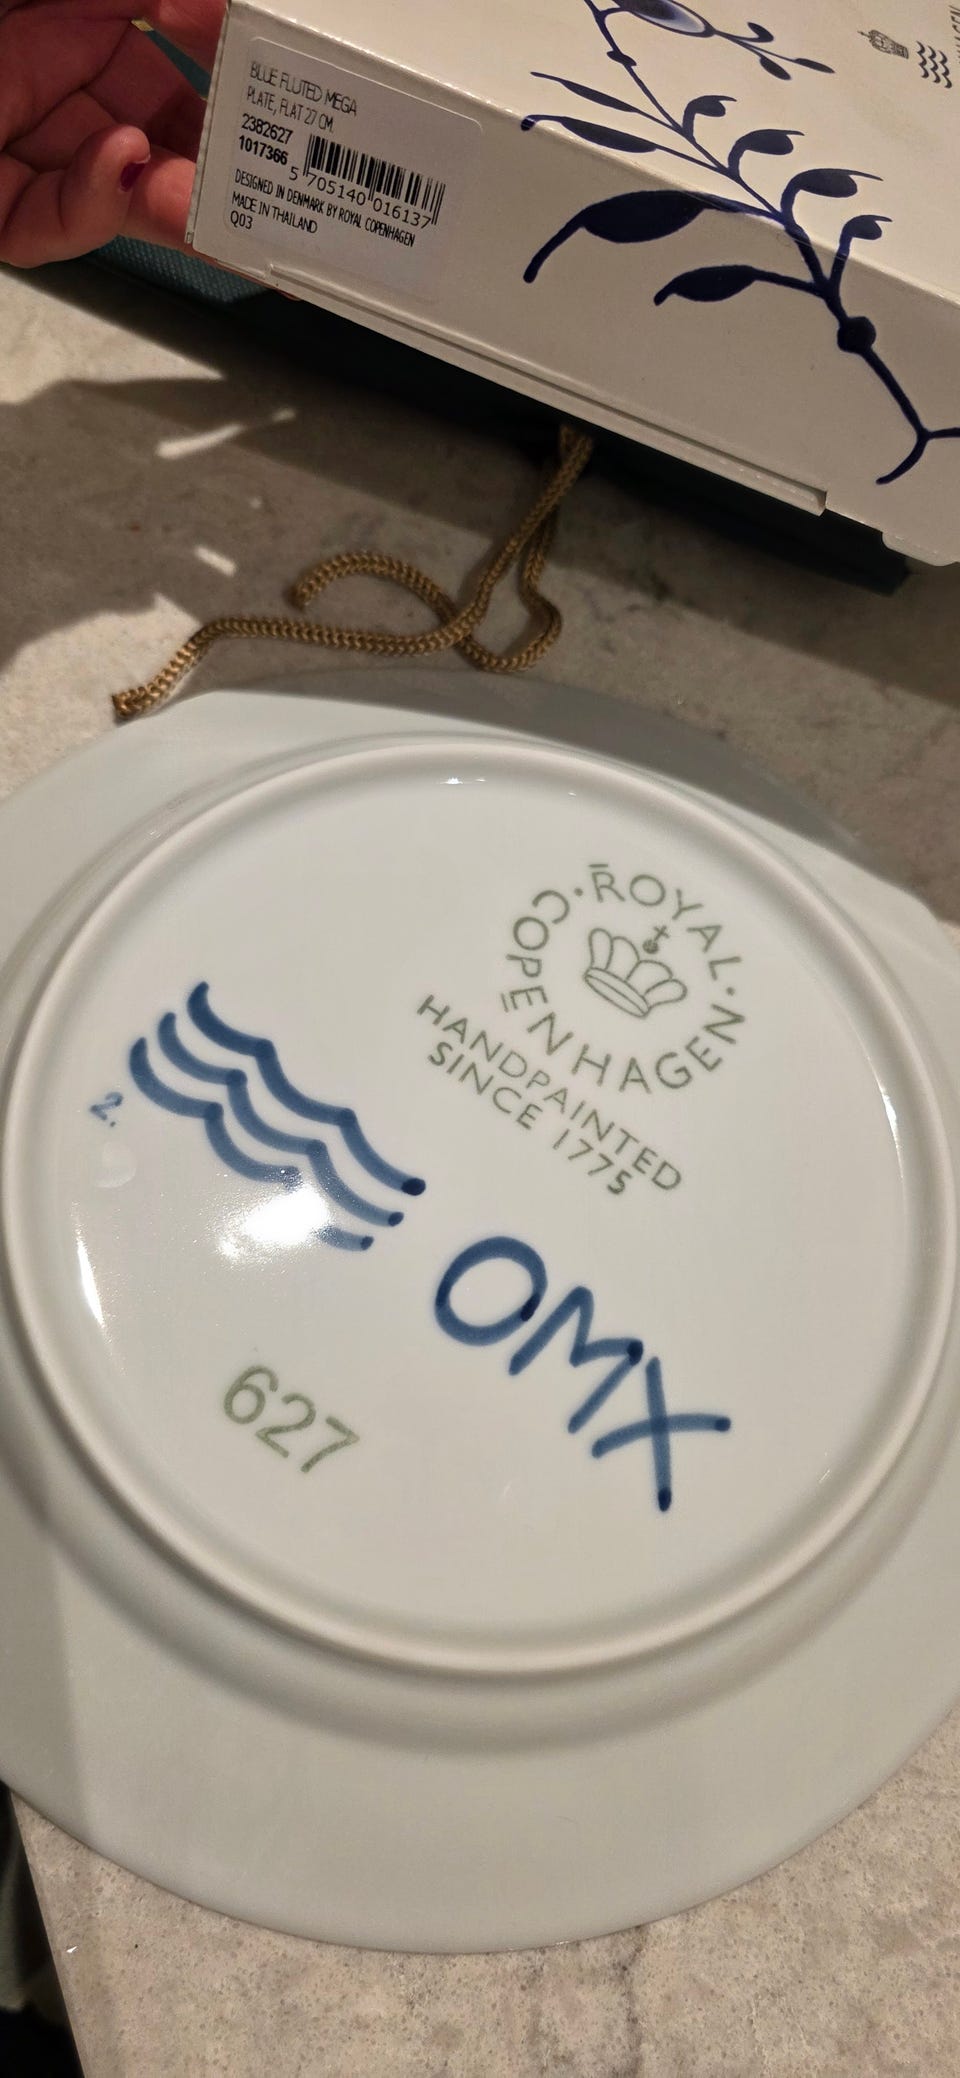 BLUE FLUTED MEGA
PLATE, FLAT 27 CM.
2382627
1017366
5 705140 016137
DESIGNED IN DENMARK BY ROYAL COPENHAGEN
MADE IN THAILAND
Q03
ROYAL · COPENHAGEN ·
HANDPAINTED
SINCE 1775
2.
OMX
627